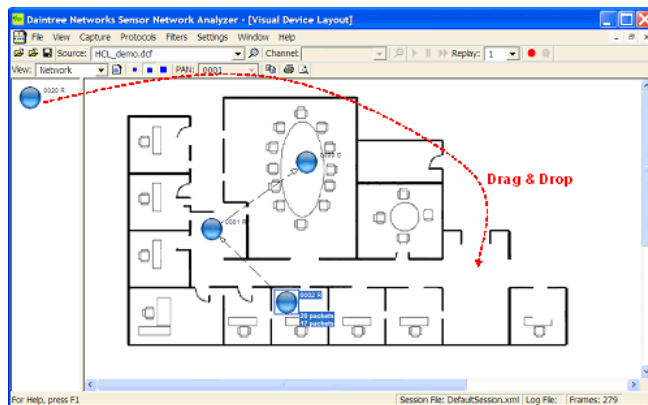 Daintree Networks Sensor Network Analyzer - [Visual Device Layout]
File View Capture Protocols Filters Settings Window Help
Source: HCL_demo.dcf Channel: Replay: 1
View: Network PAN: 0001
0020 R
0000 C
Drag & Drop
0001 R
0002 R
20 packets
17 packets
For Help, press F1 Session File: DefaultSession.xml Log File: Frames: 279